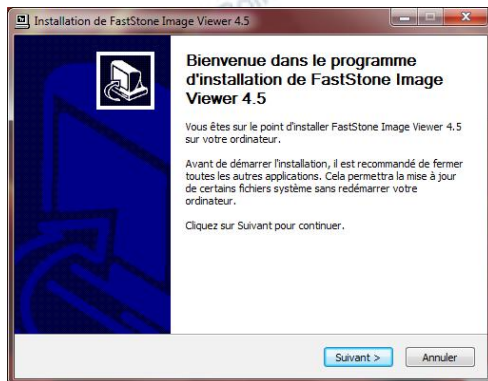 Installation de FastStone Image Viewer 4.5
Bienvenue dans le programme
d'installation de FastStone Image
Viewer 4.5
Vous êtes sur le point d'installer FastStone Image Viewer 4.5
sur votre ordinateur.
Avant de démarrer l'installation, il est recommandé de fermer
toutes les autres applications. Cela permettra la mise à jour
de certains fichiers système sans redémarrer votre
ordinateur.
Cliquez sur Suivant pour continuer.
Suivant >
Annuler